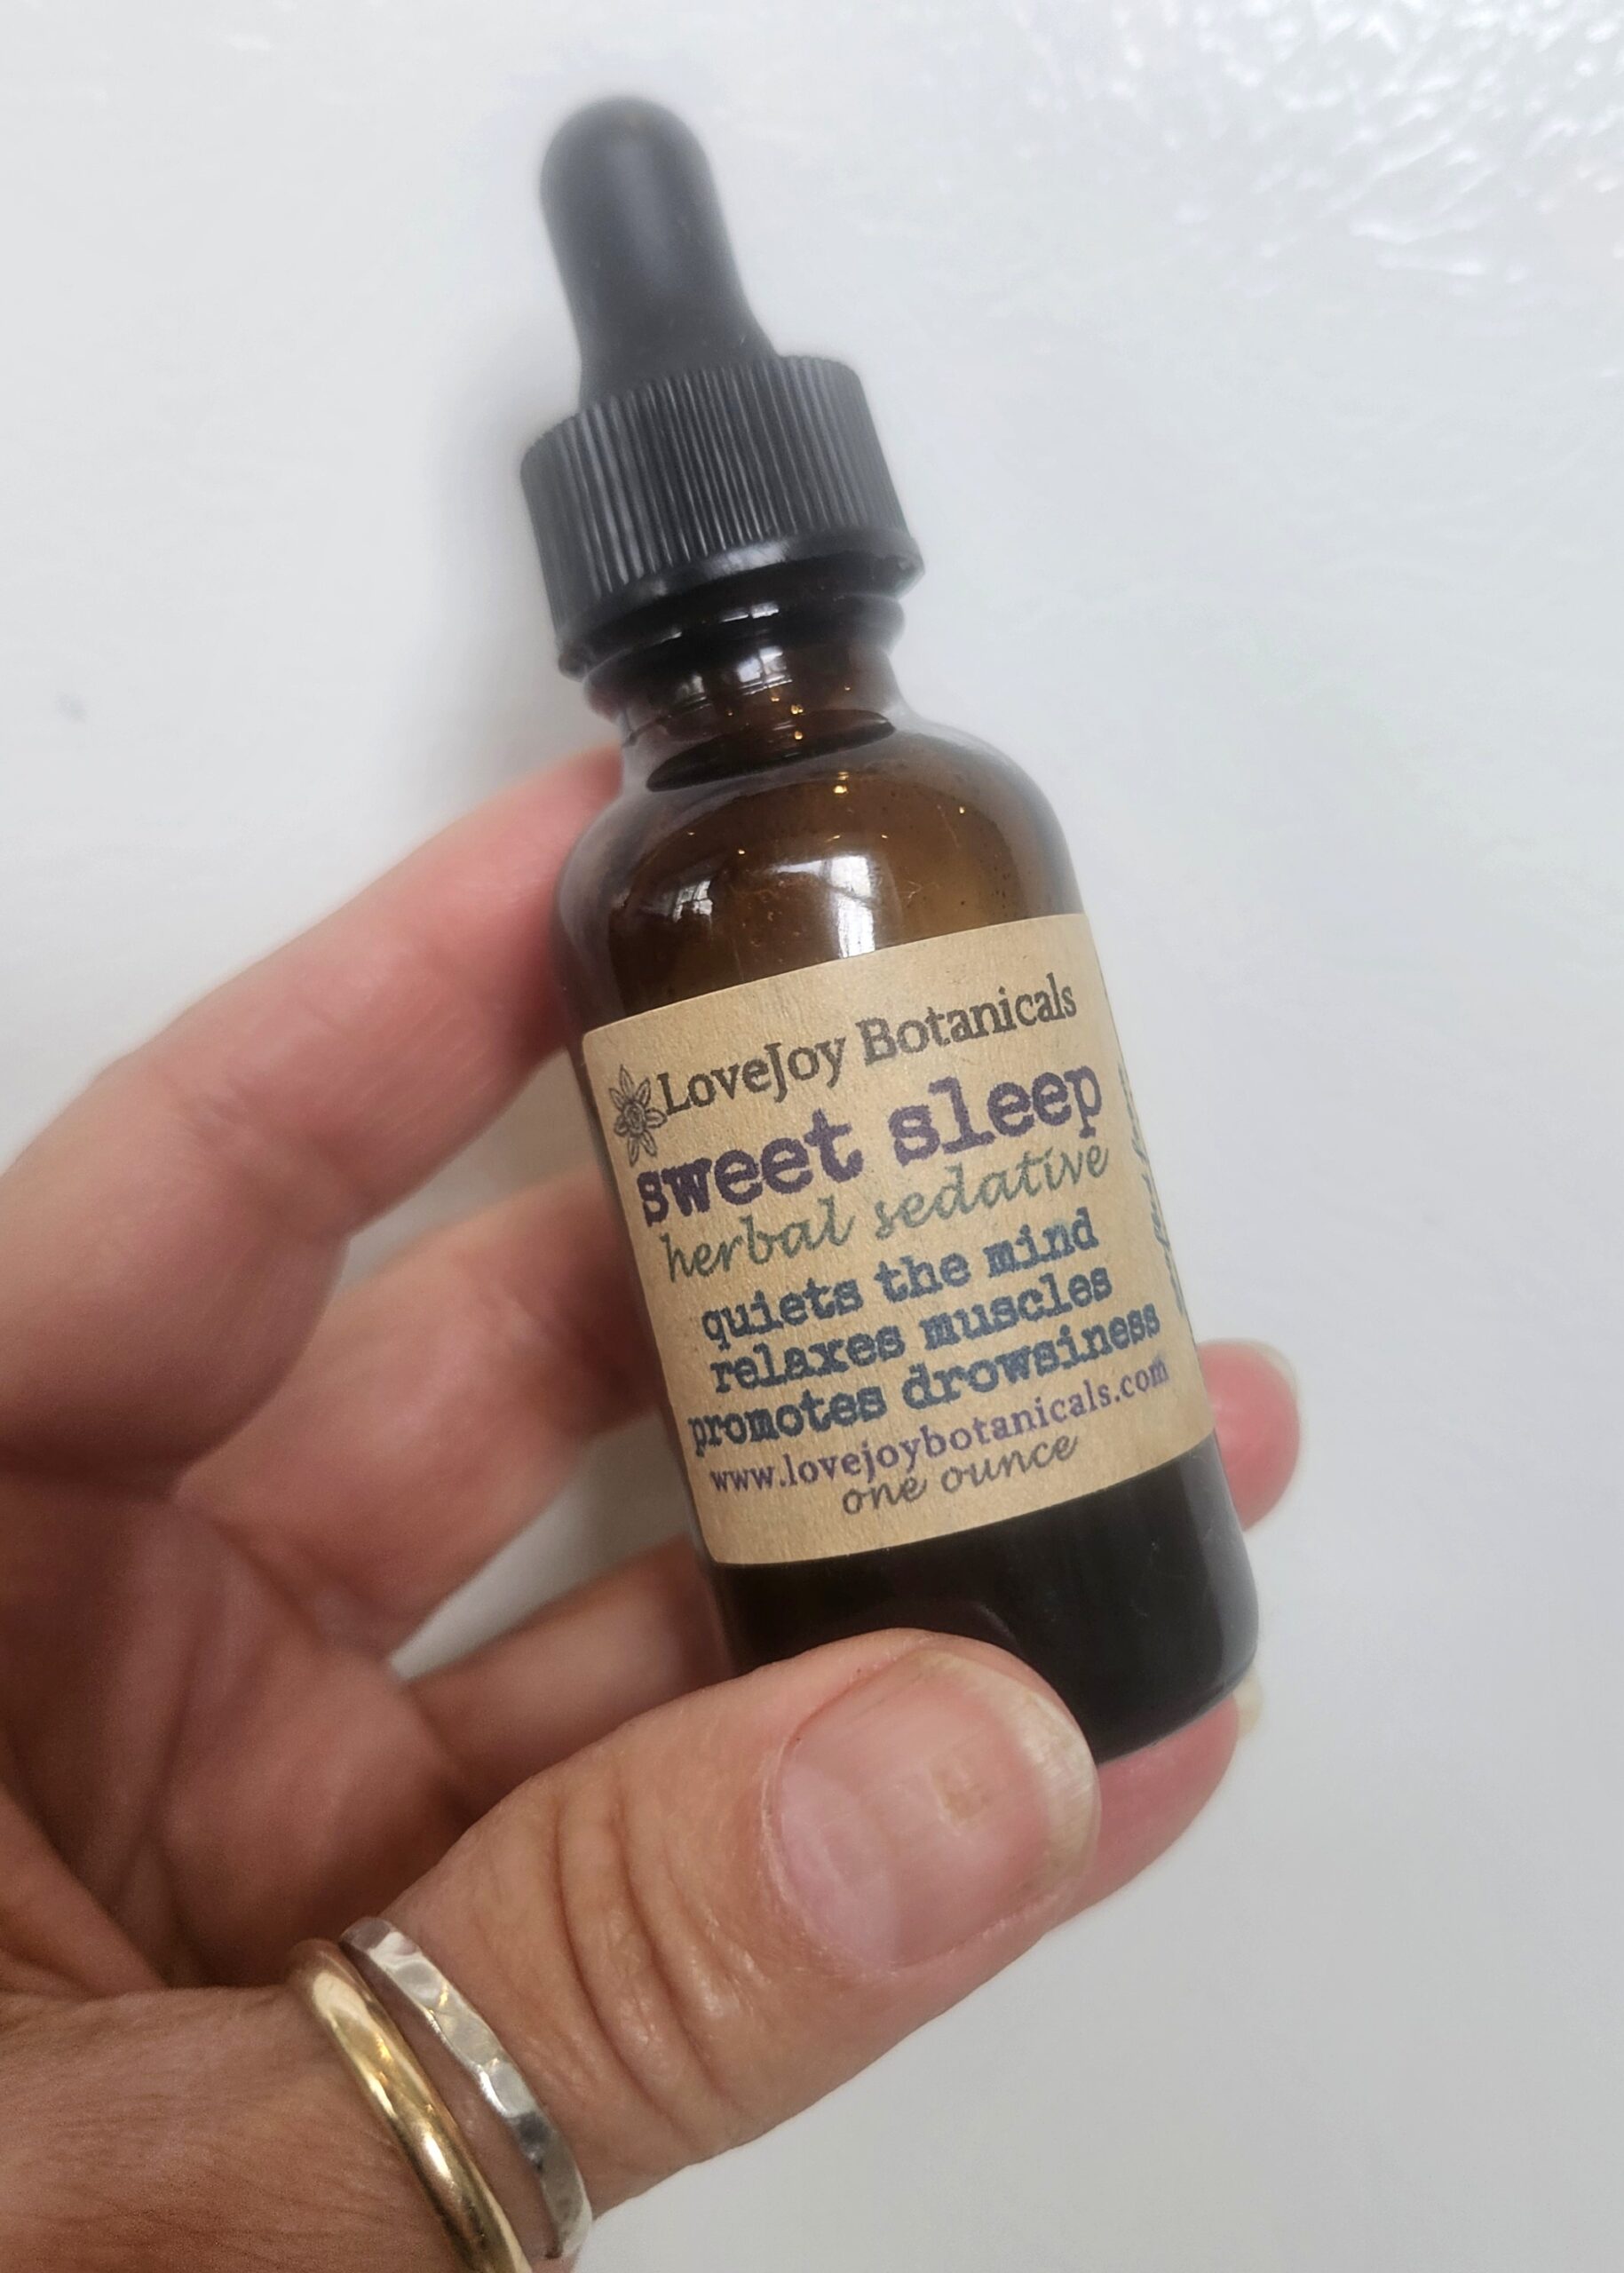 LoveJoy Botanicals
sweet sleep
herbal sedative
quiets the mind
relaxes muscles
promotes drowsiness
www.lovejoybotanicals.com
one ounce